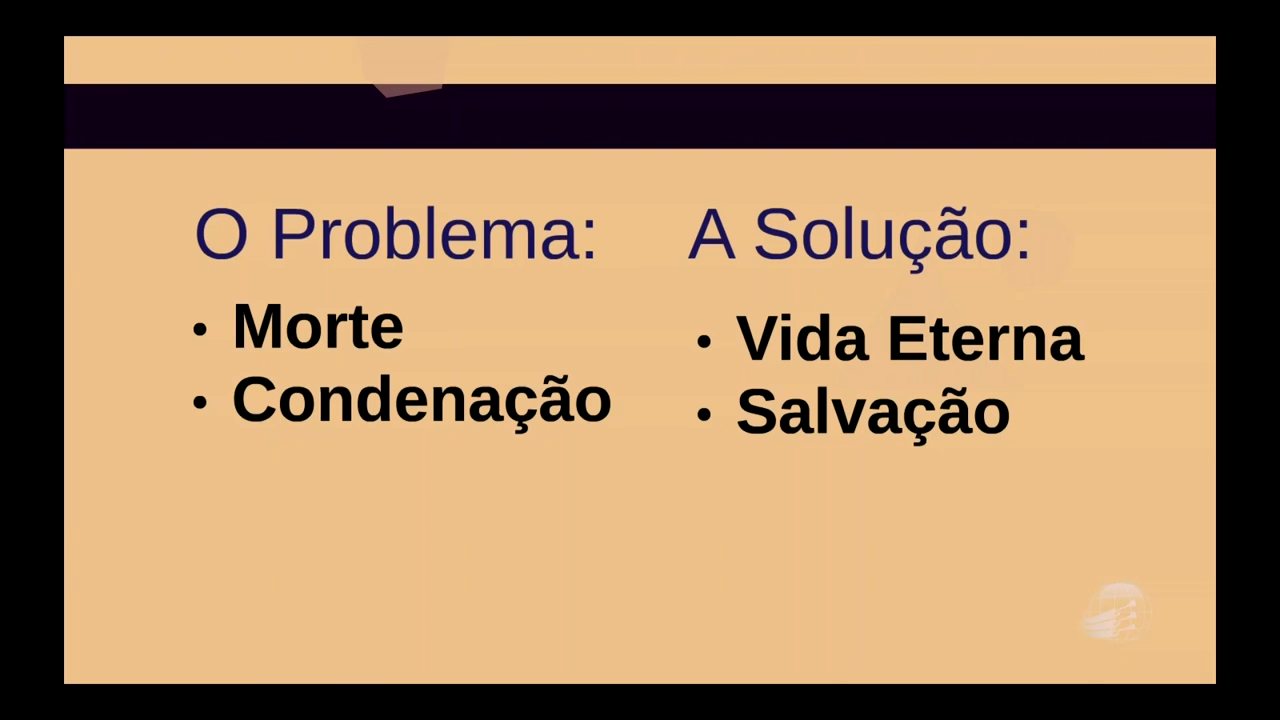 O Problema:
• Morte
• Condenação
A Solução:
• Vida Eterna
• Salvação